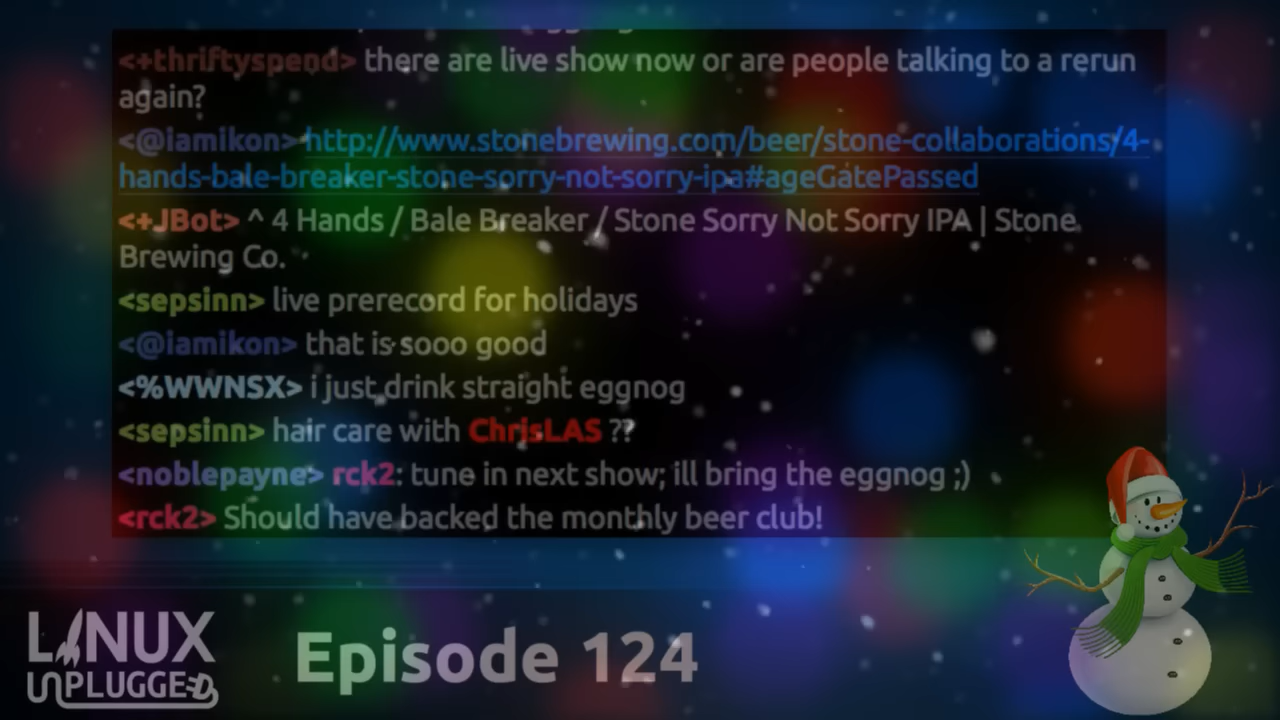 <+thriftyspend> there are live show now or are people talking to a rerun
again?
<@iamikon> http://www.stonebrewing.com/beer/stone-collaborations/4-
hands-bale-breaker-stone-sorry-not-sorry-ipa#ageGatePassed
<+JBot> ^ 4 Hands / Bale Breaker / Stone Sorry Not Sorry IPA | Stone
Brewing Co.
<sepsinn> live prerecord for holidays
<@iamikon> that is sooo good
<%WWNSX> i just drink straight eggnog
<sepsinn> hair care with ChrisLAS ??
<noblepayne> rck2: tune in next show; ill bring the eggnog ;)
<rck2> Should have backed the monthly beer club!
LINUX
UNPLUGGED
Episode 124